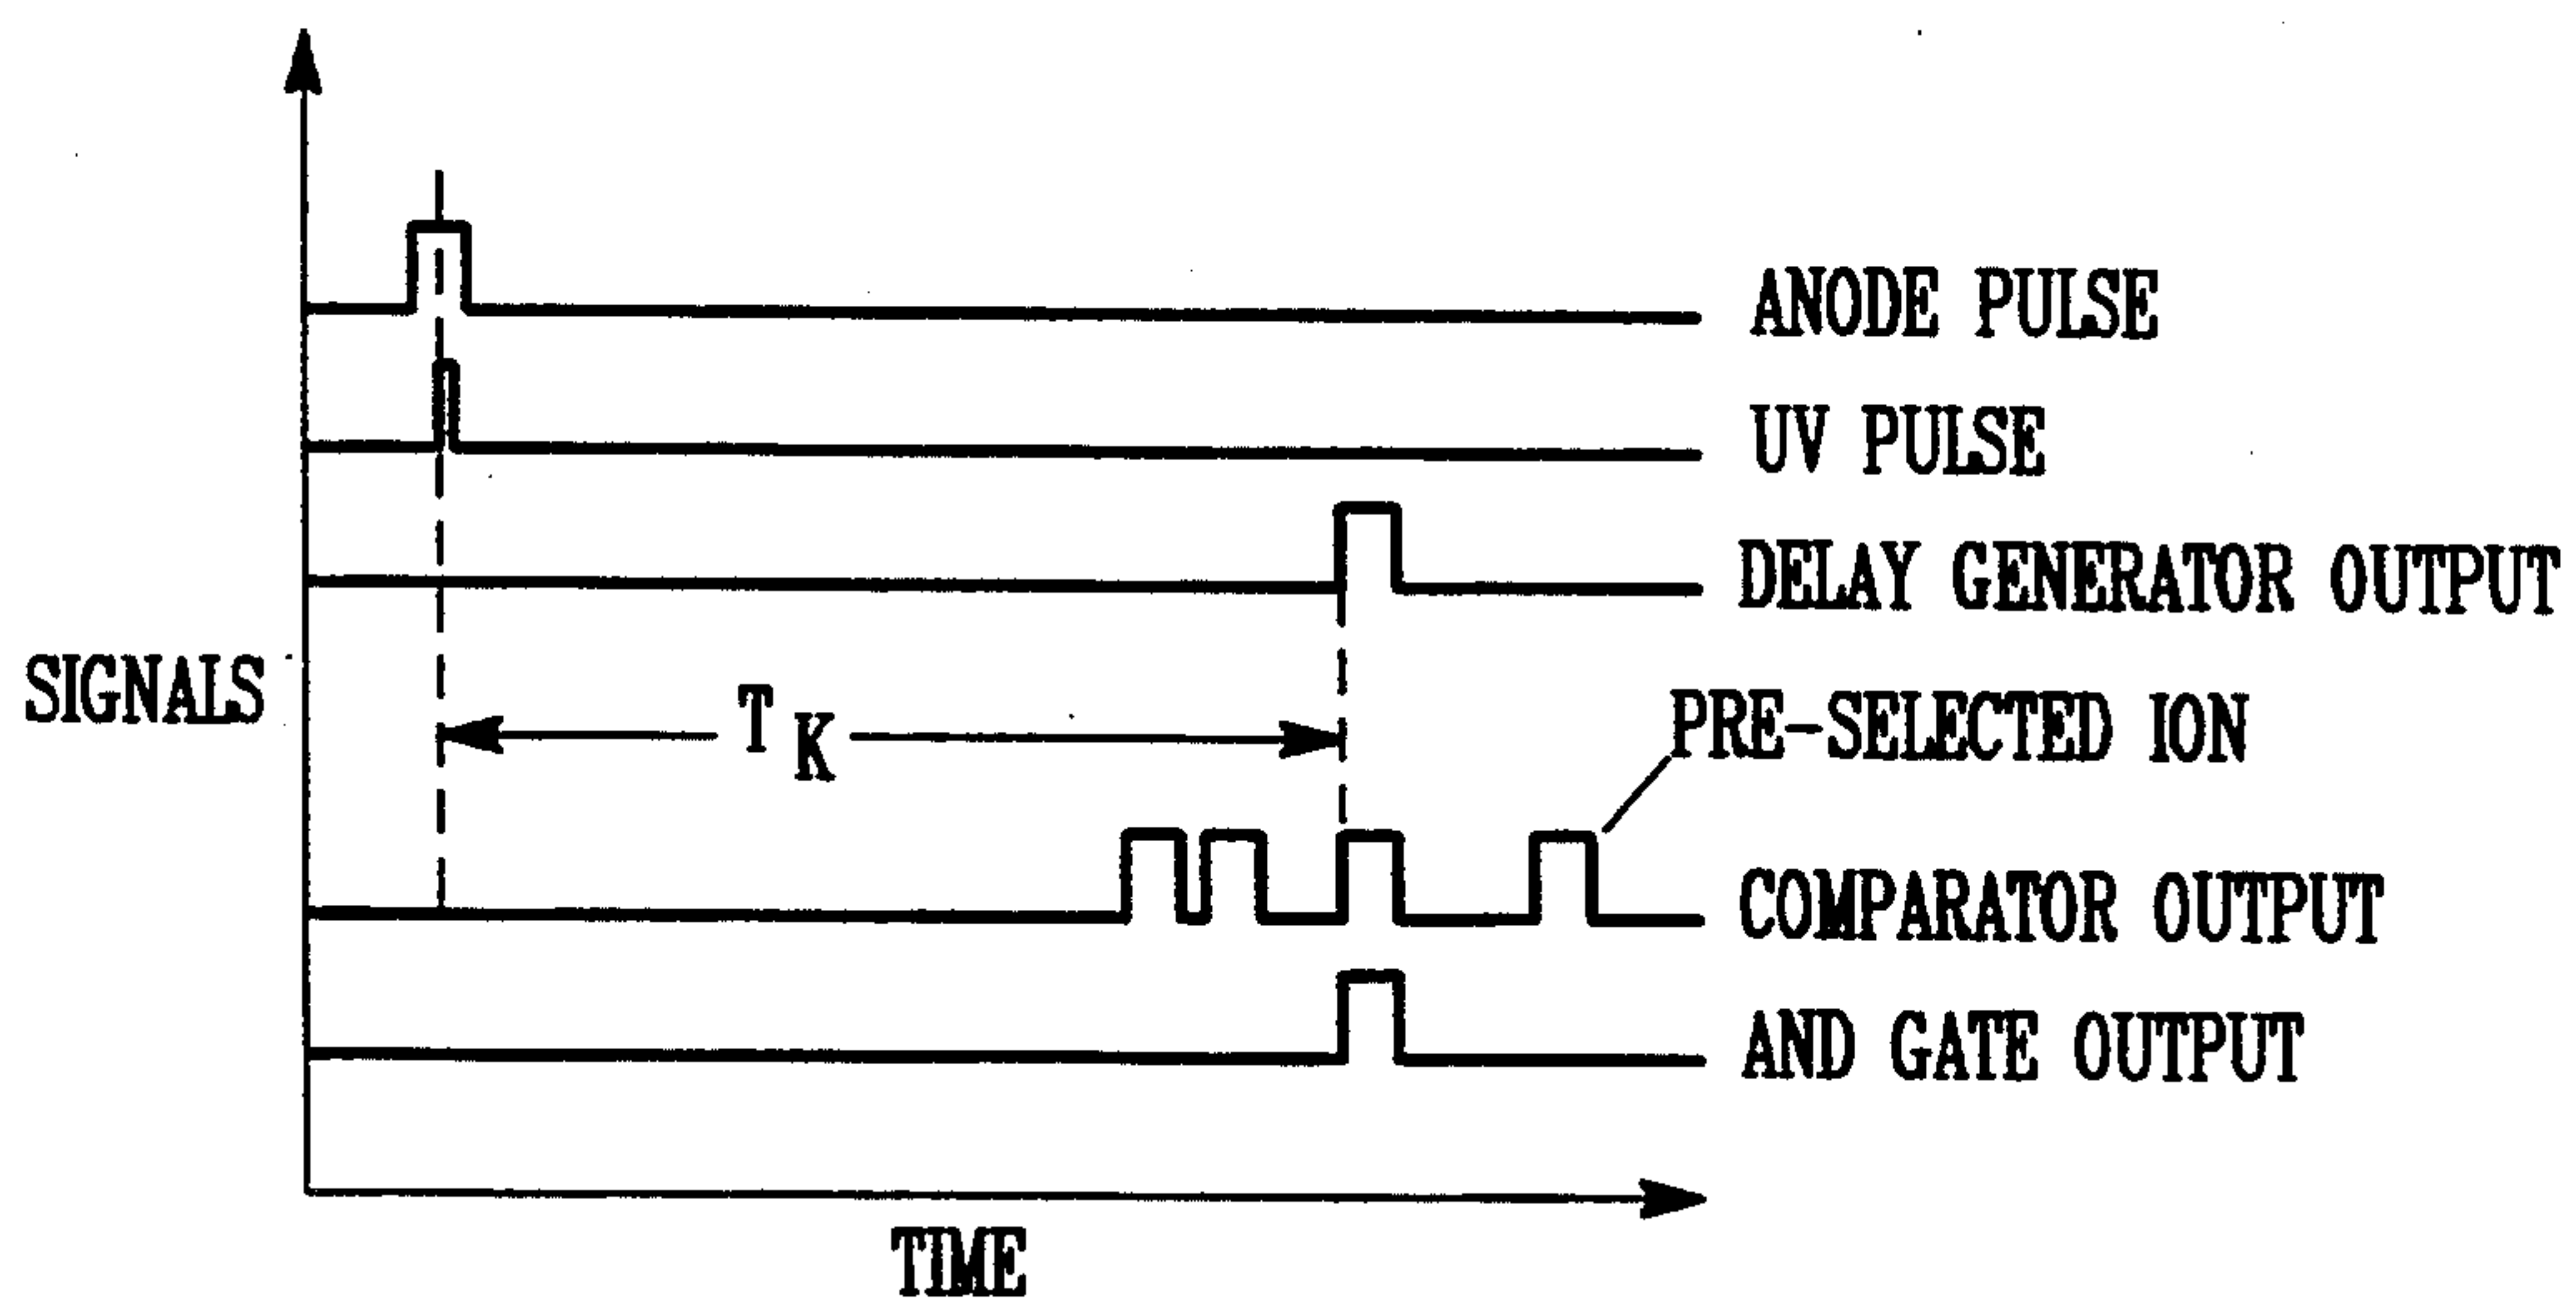 ANODE PULSE
UV PULSE
DELAY GENERATOR OUTPUT
SIGNALS
T K
PRE-SELECTED ION
COMPARATOR OUTPUT
AND GATE OUTPUT
TIME